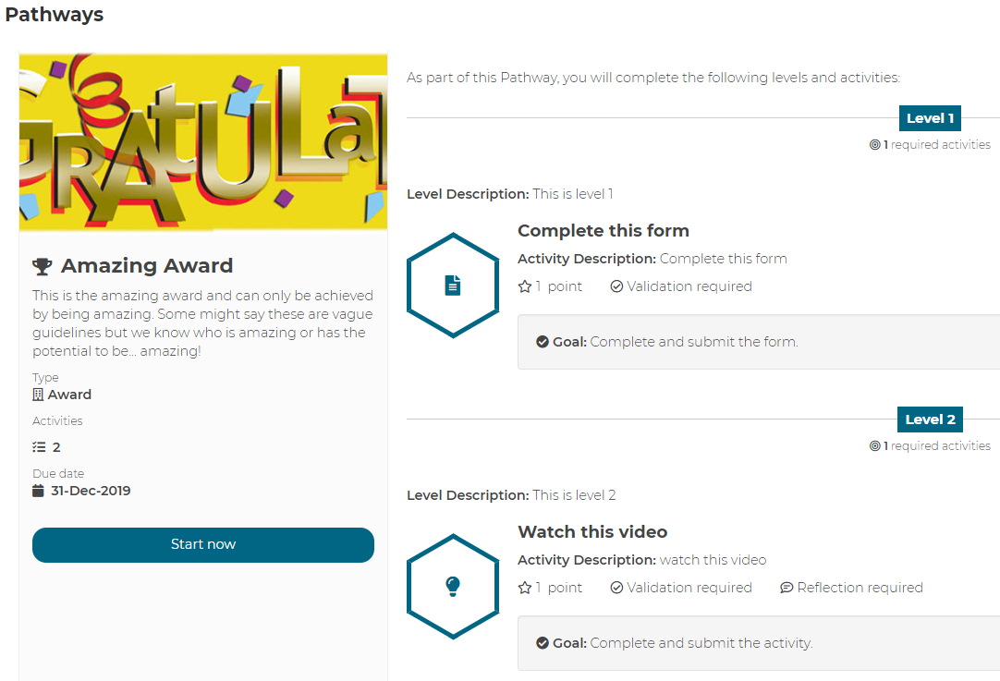 Pathways
GRATULAT
Amazing Award
This is the amazing award and can only be achieved
by being amazing. Some might say these are vague
guidelines but we know who is amazing or has the
potential to be... amazing!
Type
Award
Activities
2
Due date
31-Dec-2019
Start now
As part of this Pathway, you will complete the following levels and activities:
Level 1
1 required activities
Level Description: This is level 1
Complete this form
Activity Description: Complete this form
1 point Validation required
Goal: Complete and submit the form.
Level 2
1 required activities
Level Description: This is level 2
Watch this video
Activity Description: watch this video
1 point Validation required Reflection required
Goal: Complete and submit the activity.